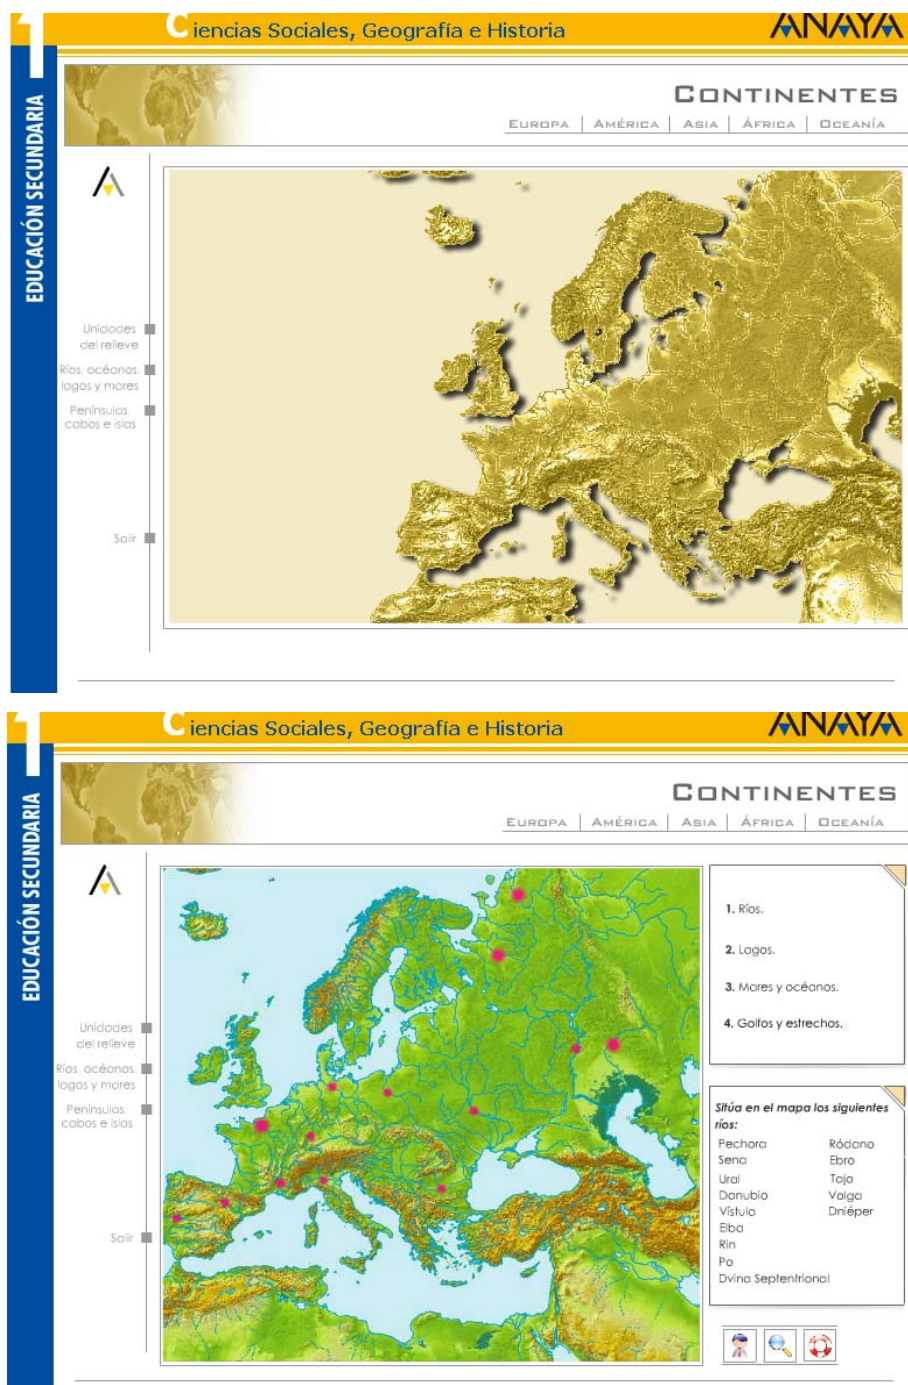 1
Ciencias Sociales, Geografía e Historia
ANAYA
EDUCACIÓN SECUNDARIA
CONTINENTES
EUROPA | AMÉRICA | ASIA | ÁFRICA | OCEANÍA
Unidades
del relieve
Ríos, océanos,
lagos y mares
Penínsulas,
cabos e islas
Salir
1
Ciencias Sociales, Geografía e Historia
ANAYA
EDUCACIÓN SECUNDARIA
CONTINENTES
EUROPA | AMÉRICA | ASIA | ÁFRICA | OCEANÍA
Unidades
del relieve
Ríos, océanos,
lagos y mares
Penínsulas,
cabos e islas
Salir
1. Ríos.
2. Lagos.
3. Mares y océanos.
4. Golfos y estrechos.
Sitúa en el mapa los siguientes
ríos:
Pechora Ródano
Sena Ebro
Ural Tajo
Danubio Volga
Vístula Dniéper
Elba
Rin
Po
Dvina Septentrional